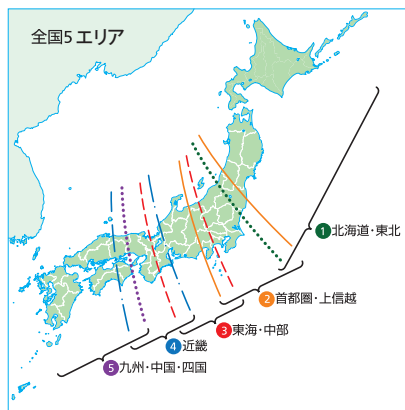 全国5エリア
1北海道・東北
2首都圏・上信越
3東海・中部
4近畿
5九州・中国・四国